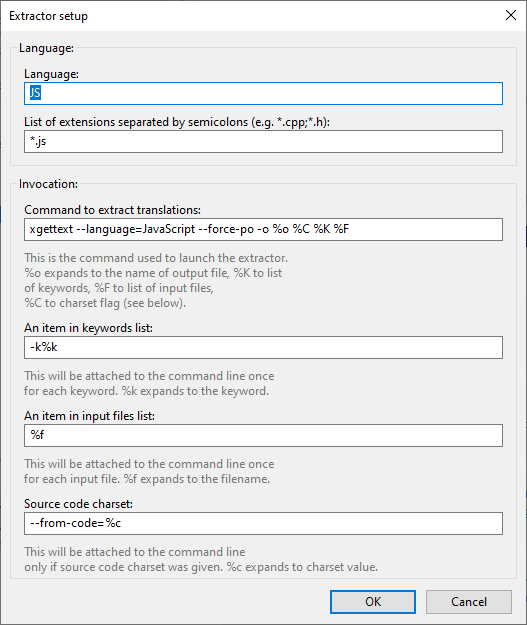 Extractor setup
Language:
Language:
JS
List of extensions separated by semicolons (e.g. *.cpp;*.h):
*.js
Invocation:
Command to extract translations:
xgettext --language=JavaScript --force-po -o %o %C %K %F
This is the command used to launch the extractor.
%o expands to the name of output file, %K to list
of keywords, %F to list of input files,
%C to charset flag (see below).
An item in keywords list:
-k%k
This will be attached to the command line once
for each keyword. %k expands to the keyword.
An item in input files list:
%f
This will be attached to the command line once
for each input file. %f expands to the filename.
Source code charset:
--from-code=%c
This will be attached to the command line
only if source code charset was given. %c expands to charset value.
OK
Cancel